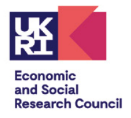 UK
RI
Economic
and Social
Research Council